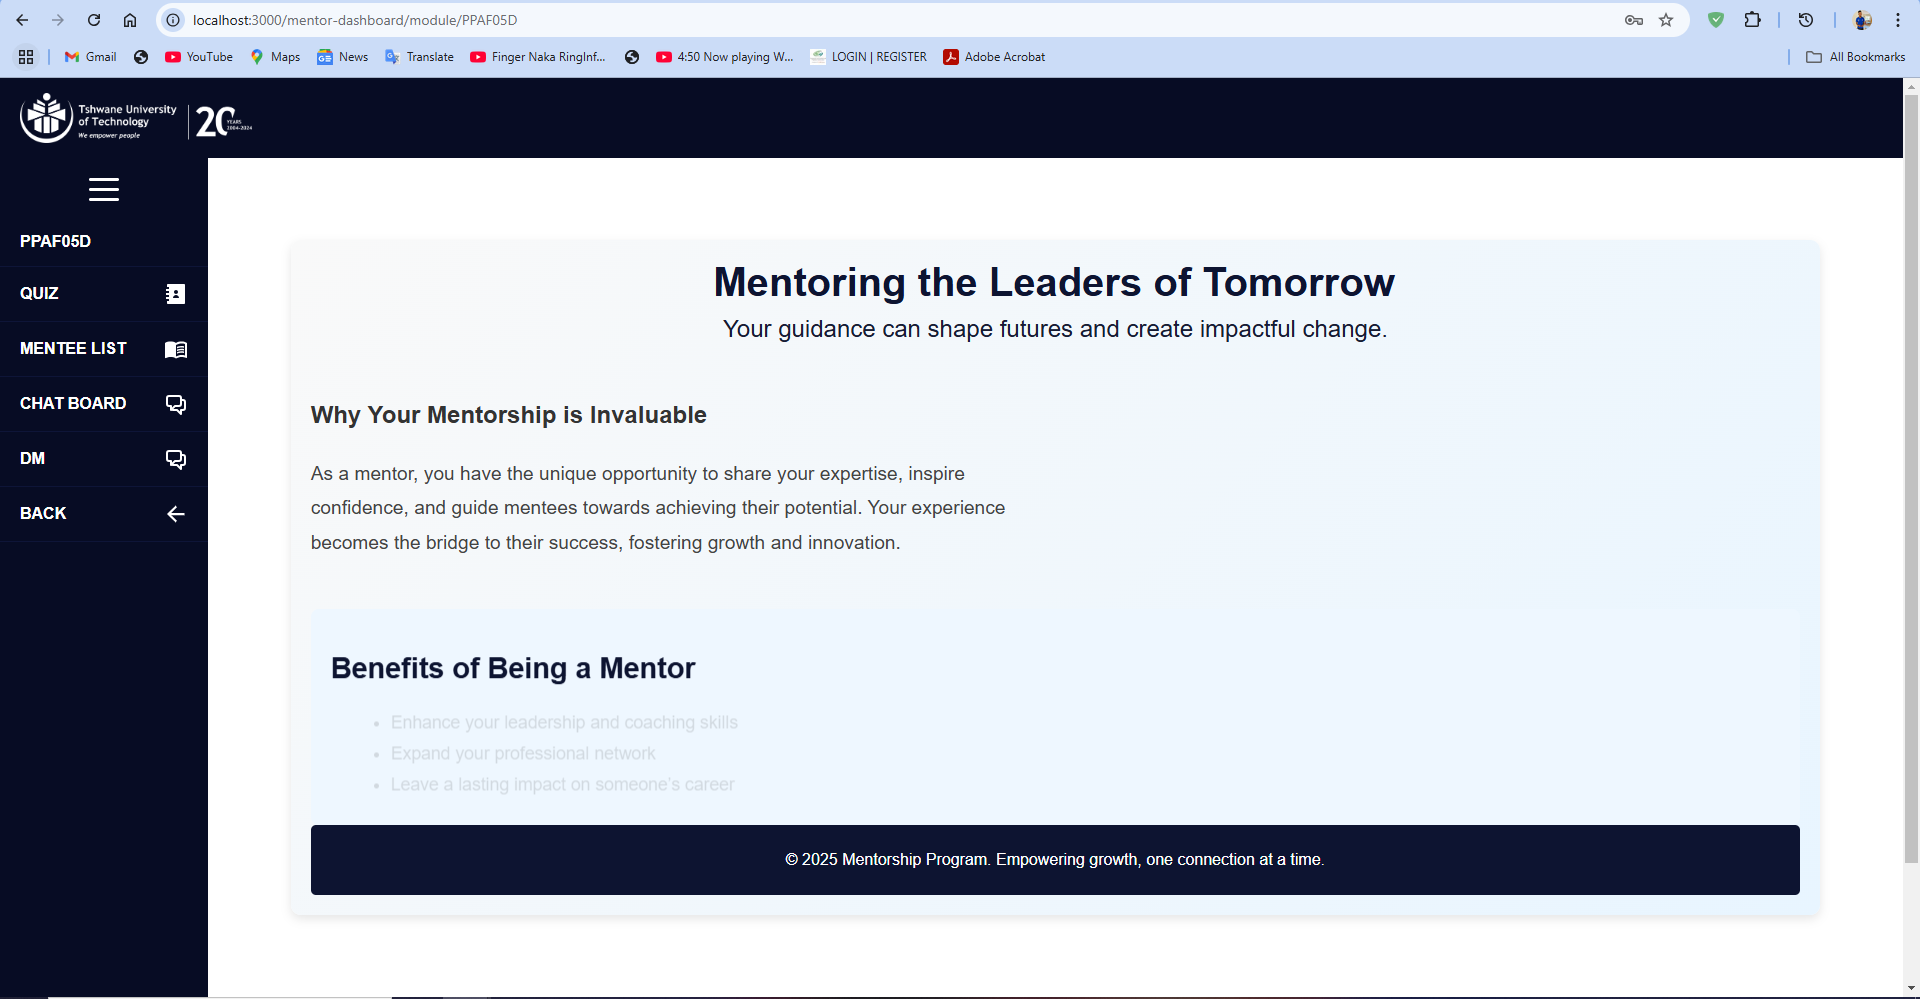 localhost:3000/mentor-dashboard/module/PPAF05D
Gmail
YouTube
Maps
News
Translate
Finger Naka RingInf...
4:50 Now playing W...
LOGIN | REGISTER
Adobe Acrobat
All Bookmarks
Tshwane University
of Technology
We empower people
20 YEARS
2004-2024
PPAF05D
QUIZ
MENTEE LIST
CHAT BOARD
DM
BACK
Mentoring the Leaders of Tomorrow
Your guidance can shape futures and create impactful change.
Why Your Mentorship is Invaluable
As a mentor, you have the unique opportunity to share your expertise, inspire
confidence, and guide mentees towards achieving their potential. Your experience
becomes the bridge to their success, fostering growth and innovation.
Benefits of Being a Mentor
• Enhance your leadership and coaching skills
• Expand your professional network
• Leave a lasting impact on someone's career
© 2025 Mentorship Program. Empowering growth, one connection at a time.